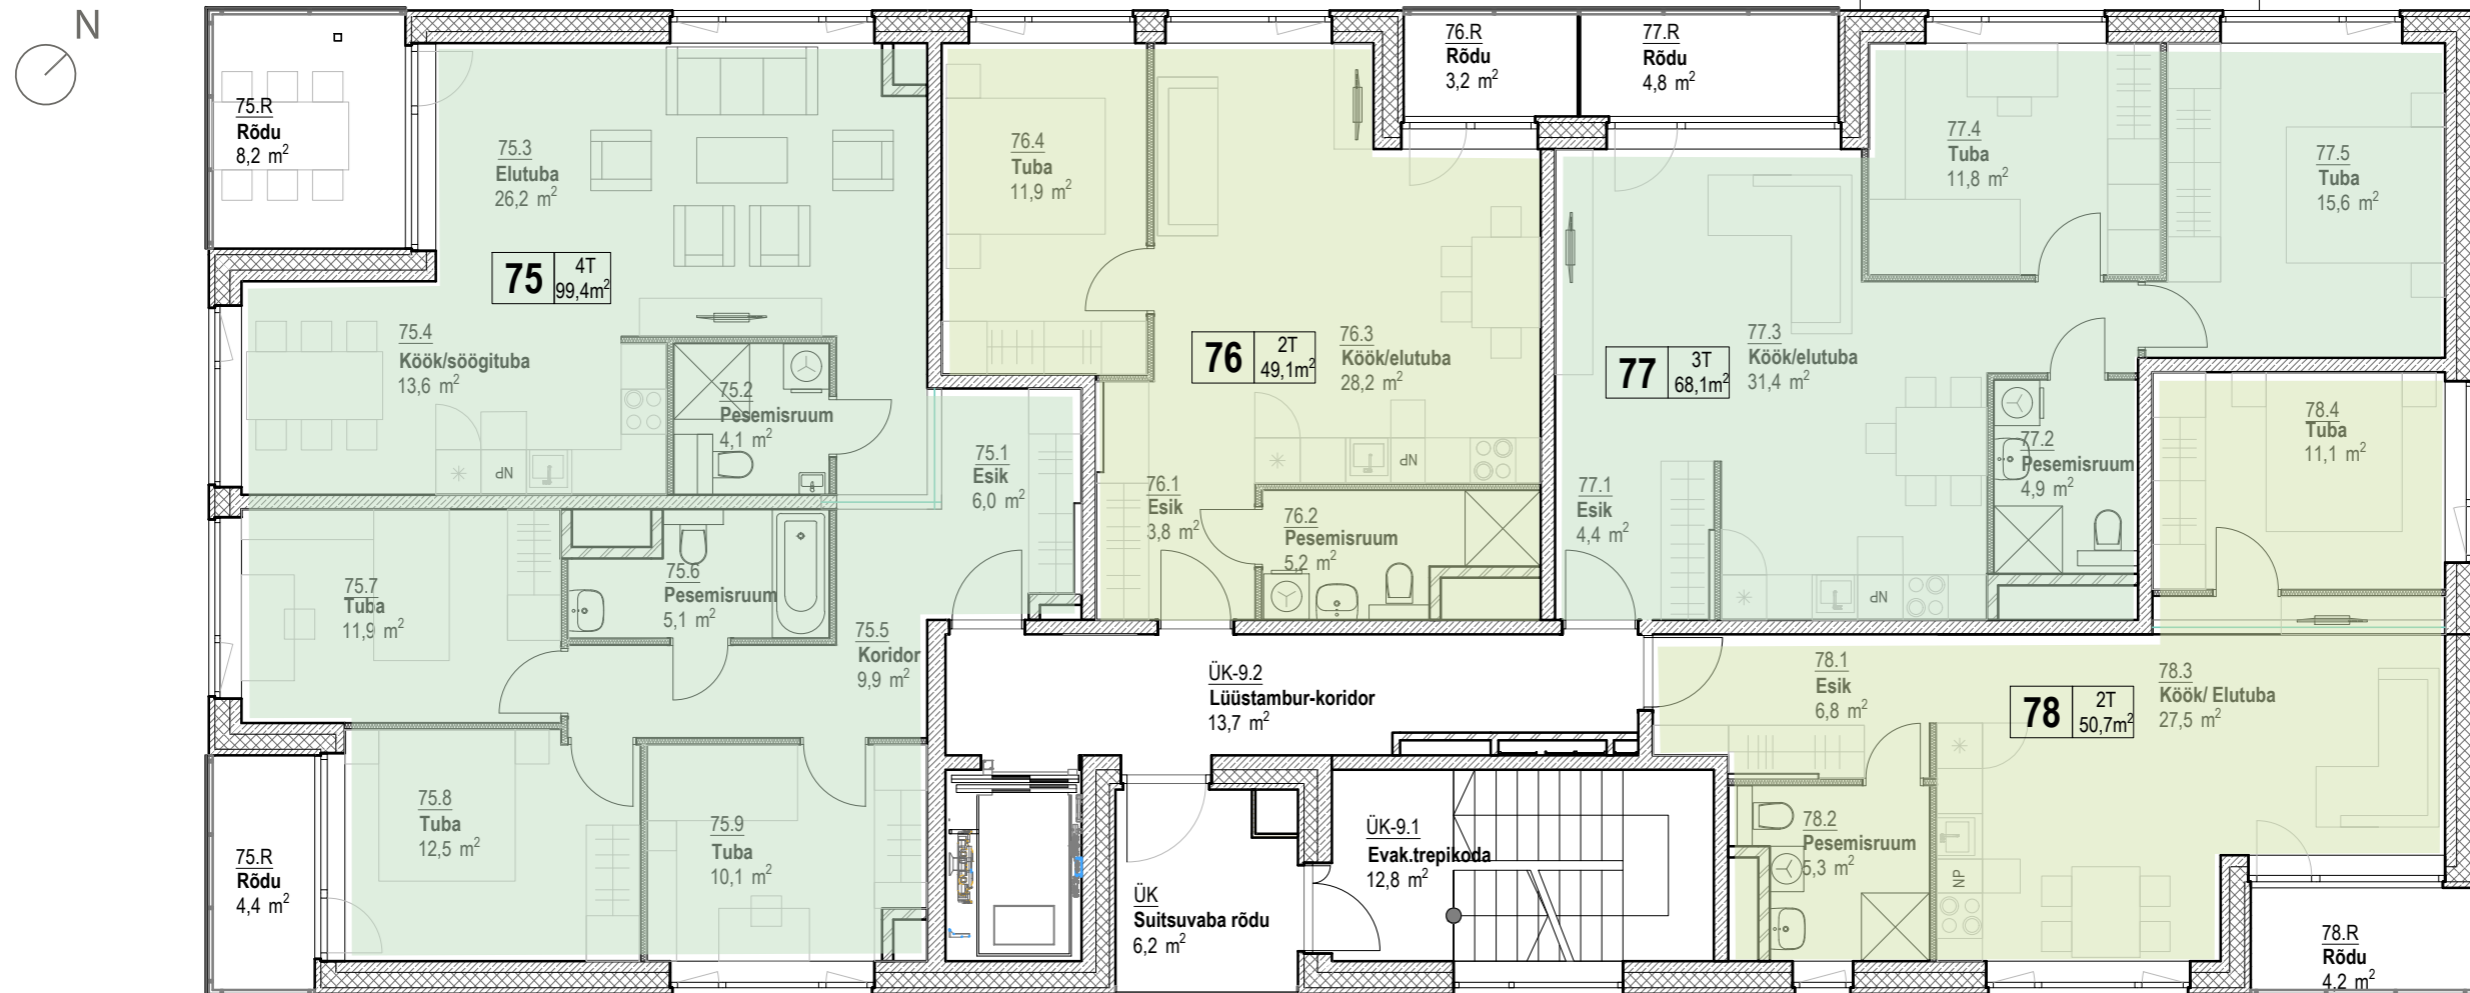 N
75.R
Rõdu
8,2 m²
75.3
Elutuba
26,2 m²
75
4T
99,4m²
75.4
Köök/söögituba
13,6 m²
NP
75.2
Pesemisruum
4,1 m²
75.1
Esik
6,0 m²
75.7
Tuba
11,9 m²
75.6
Pesemisruum
5,1 m²
75.5
Koridor
9,9 m²
75.8
Tuba
12,5 m²
75.9
Tuba
10,1 m²
75.R
Rõdu
4,4 m²
76.4
Tuba
11,9 m²
76.R
Rõdu
3,2 m²
76
2T
49,1m²
76.3
Köök/elutuba
28,2 m²
NP
76.1
Esik
3,8 m²
76.2
Pesemisruum
5,2 m²
77.R
Rõdu
4,8 m²
77.4
Tuba
11,8 m²
77.5
Tuba
15,6 m²
77
3T
68,1m²
77.3
Köök/elutuba
31,4 m²
77.2
Pesemisruum
4,9 m²
77.1
Esik
4,4 m²
NP
78.4
Tuba
11,1 m²
78.1
Esik
6,8 m²
78
2T
50,7m²
78.3
Köök/ Elutuba
27,5 m²
78.2
Pesemisruum
5,3 m²
NP
78.R
Rõdu
4,2 m²
ÜK-9.2
Lüüstambur-koridor
13,7 m²
ÜK-9.1
Evak.trepikoda
12,8 m²
ÜK
Suitsuvaba rõdu
6,2 m²